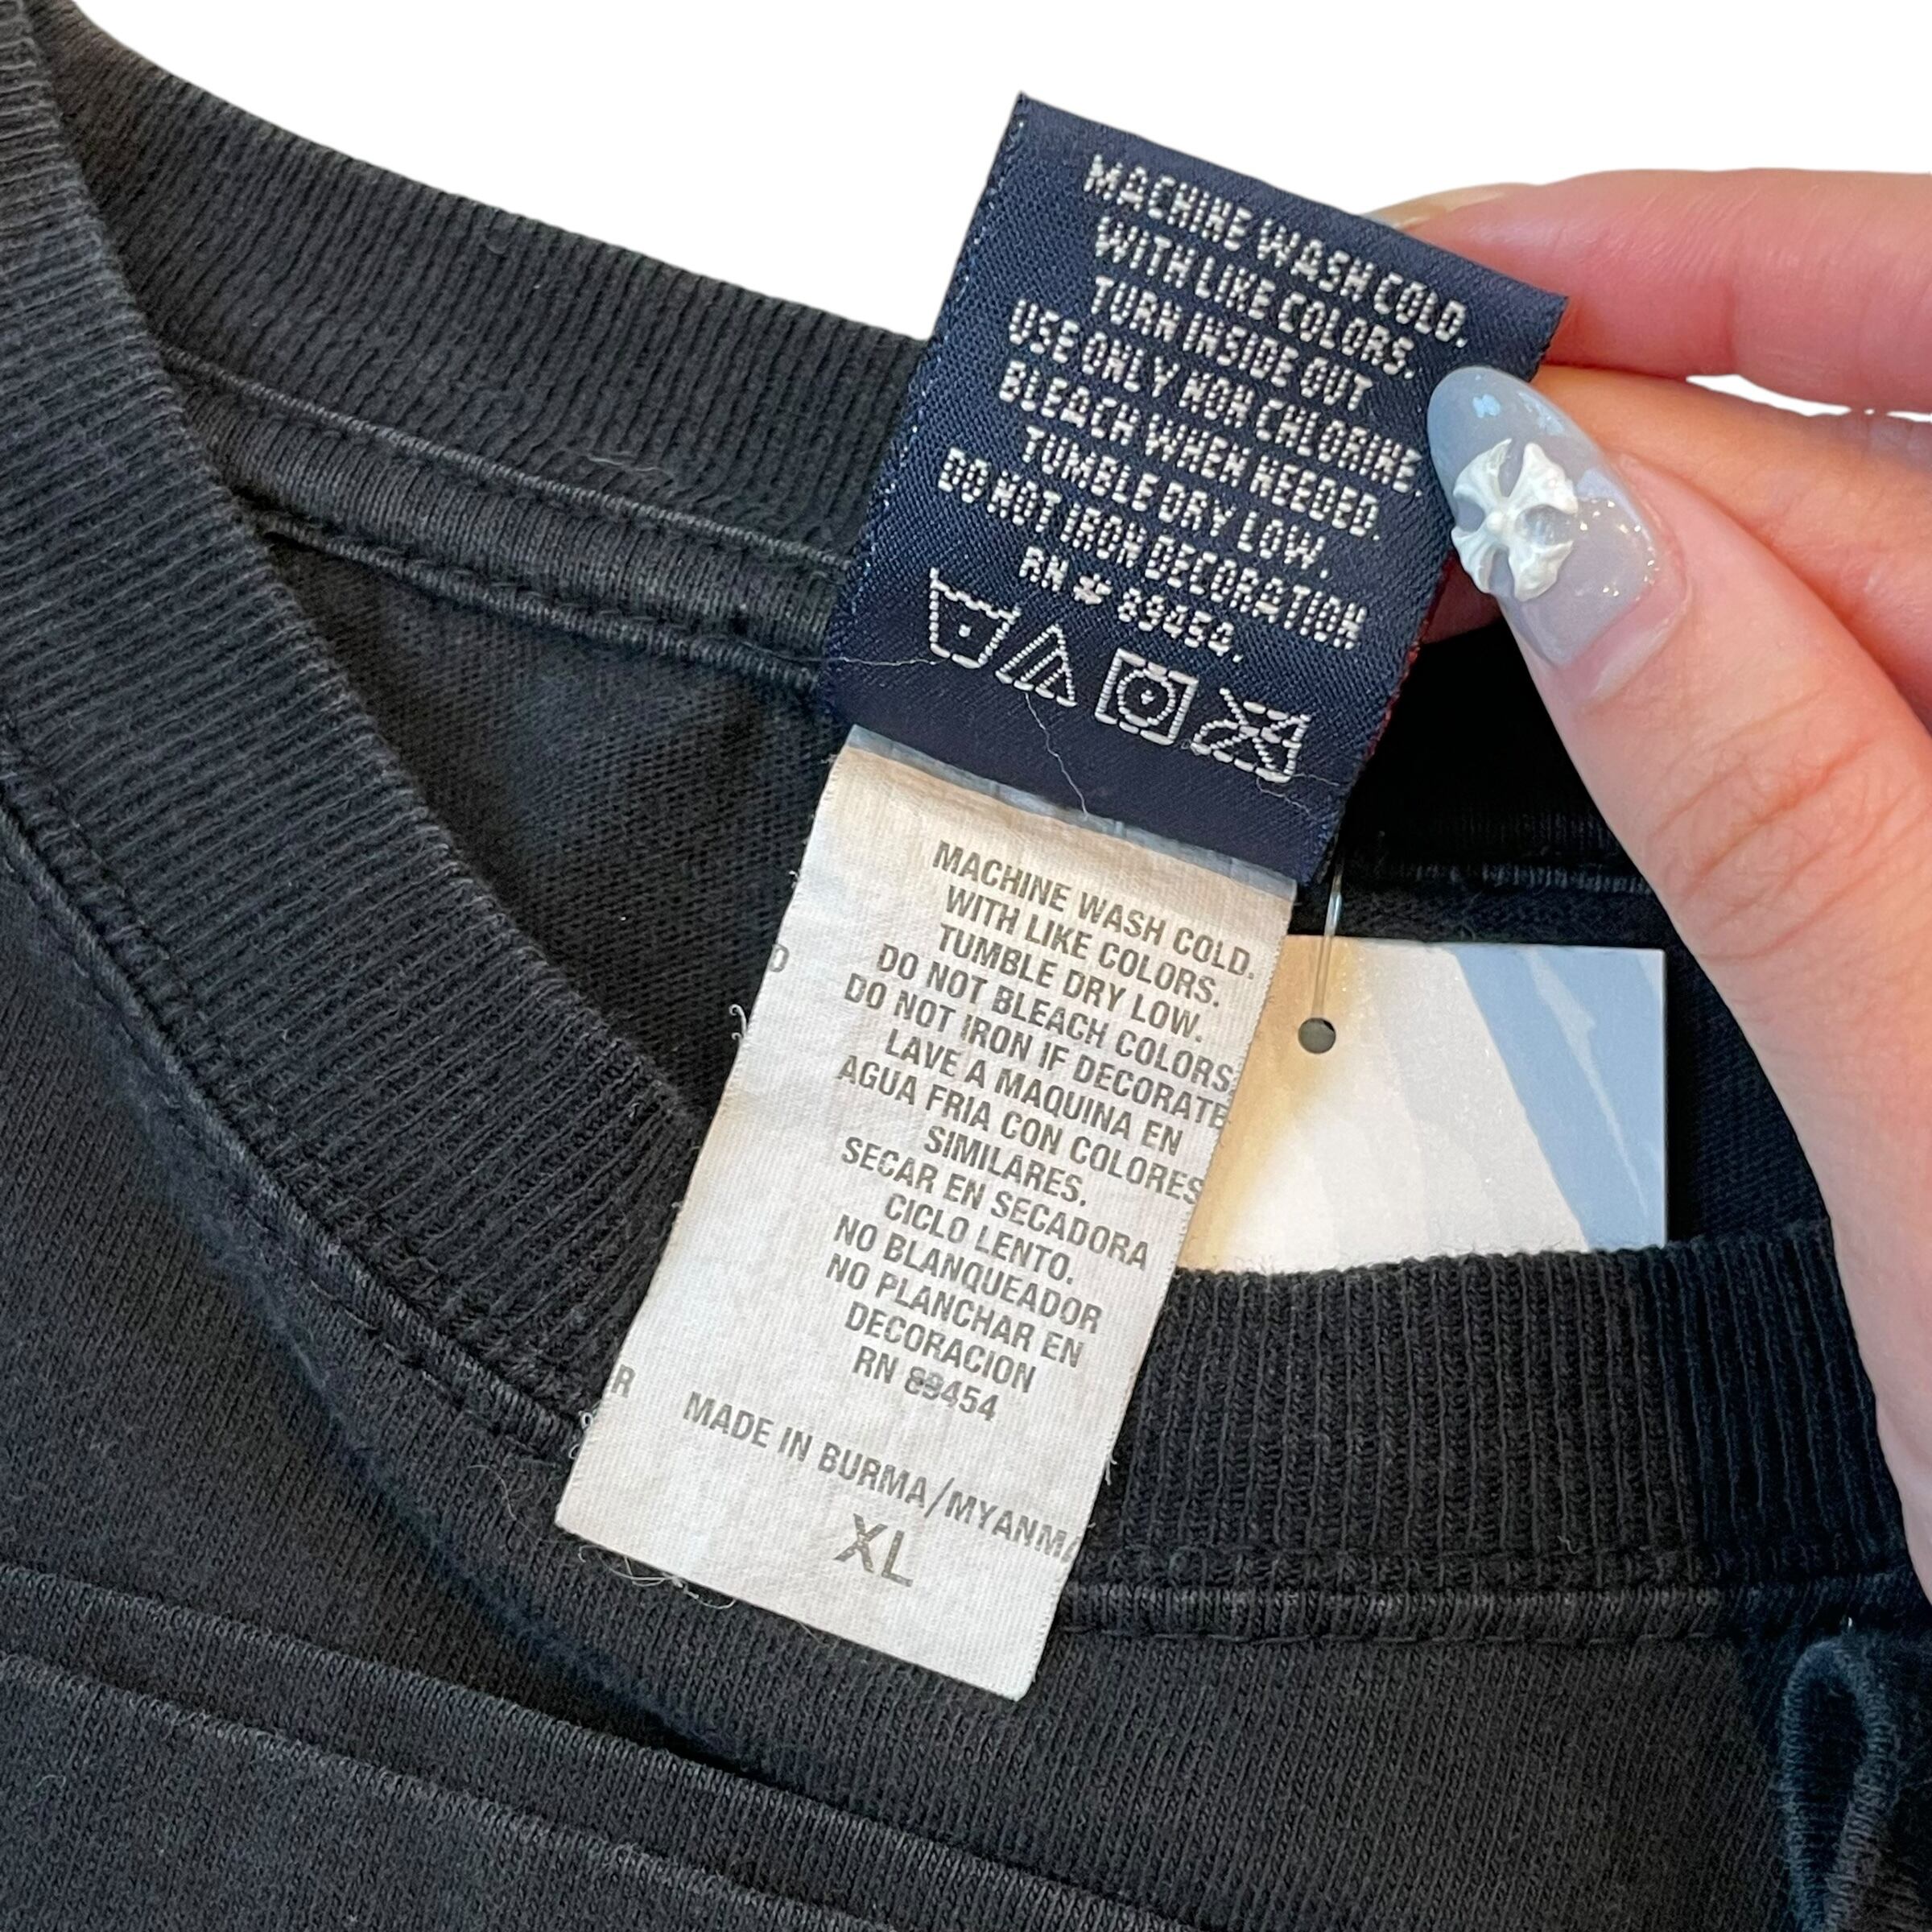 MACHINE WASH COLD.
WITH LIKE COLORS.
TURN INSIDE OUT
USE ONLY NON CHLORINE.
BLEACH WHEN NEEDED.
TUMBLE DRY LOW.
DO NOT IRON DECORATION
RN # 89454.
MACHINE WASH COLD.
WITH LIKE COLORS.
TUMBLE DRY LOW.
DO NOT BLEACH COLORS
DO NOT IRON IF DECORATE
LAVE A MAQUINA EN
AGUA FRIA CON COLORES
SIMILARES.
SECAR EN SECADORA
CICLO LENTO.
NO BLANQUEADOR
NO PLANCHAR EN
DECORACION
RN 89454
R MADE IN BURMA/MYANMA
XL